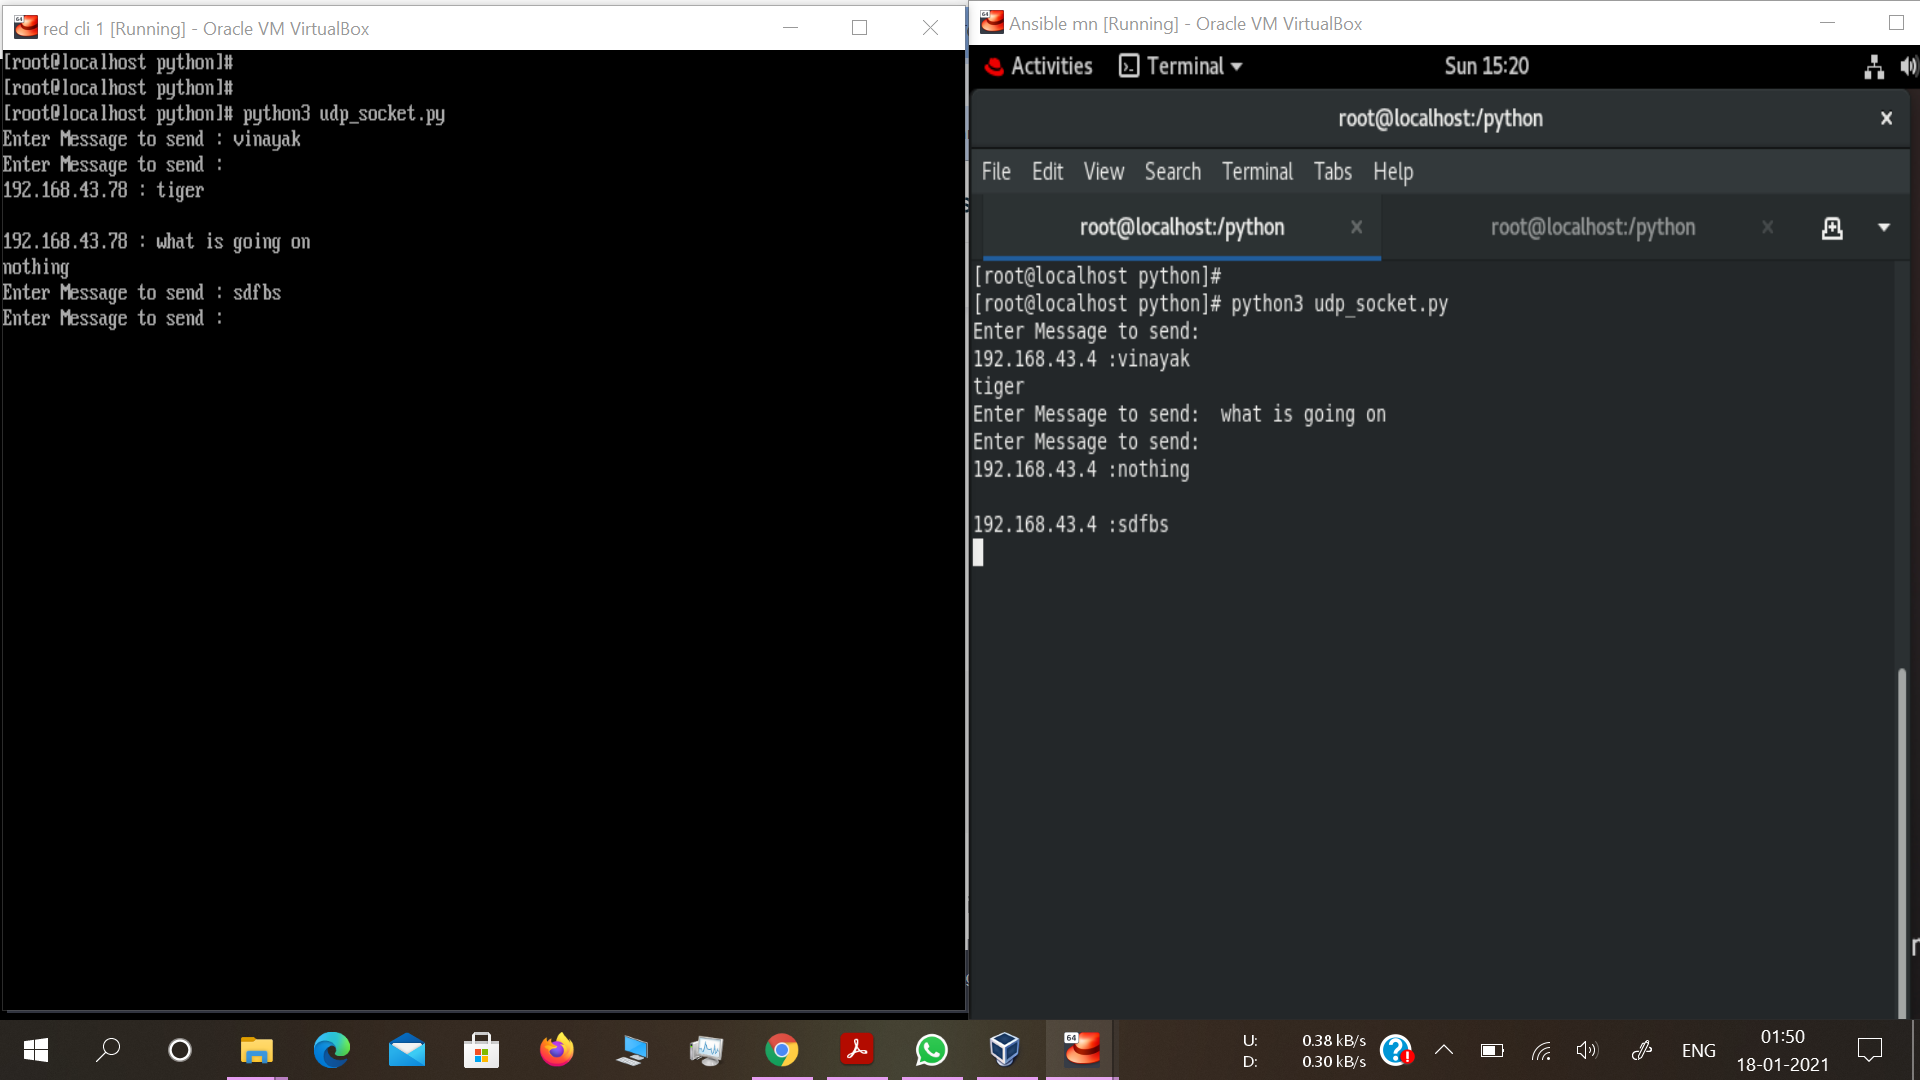 red cli 1 [Running] - Oracle VM VirtualBox
[root@localhost python]#
[root@localhost python]#
[root@localhost python]# python3 udp_socket.py
Enter Message to send : vinayak
Enter Message to send :
192.168.43.78 : tiger
192.168.43.78 : what is going on
nothing
Enter Message to send : sdfbs
Enter Message to send :
Ansible mn [Running] - Oracle VM VirtualBox
Activities Terminal Sun 15:20
root@localhost:/python
File Edit View Search Terminal Tabs Help
root@localhost:/python root@localhost:/python
[root@localhost python]#
[root@localhost python]# python3 udp_socket.py
Enter Message to send:
192.168.43.4 :vinayak
tiger
Enter Message to send:  what is going on
Enter Message to send:
192.168.43.4 :nothing
192.168.43.4 :sdfbs
U: 0.38 kB/s
D: 0.30 kB/s
ENG
01:50
18-01-2021